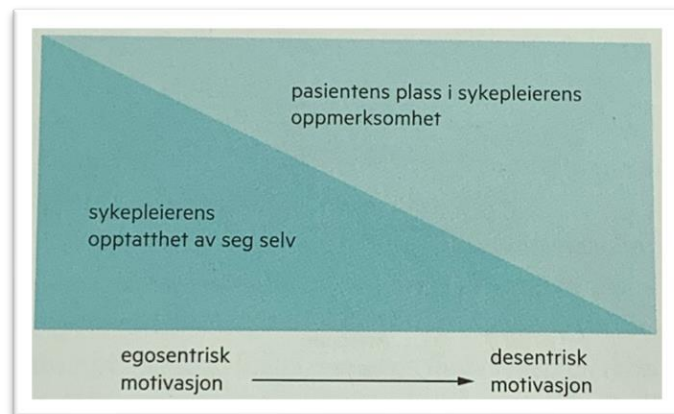 pasientens plass i sykepleierens
oppmerksomhet
sykepleierens
opptatthet av seg selv
egosentrisk
motivasjon
desentrisk
motivasjon